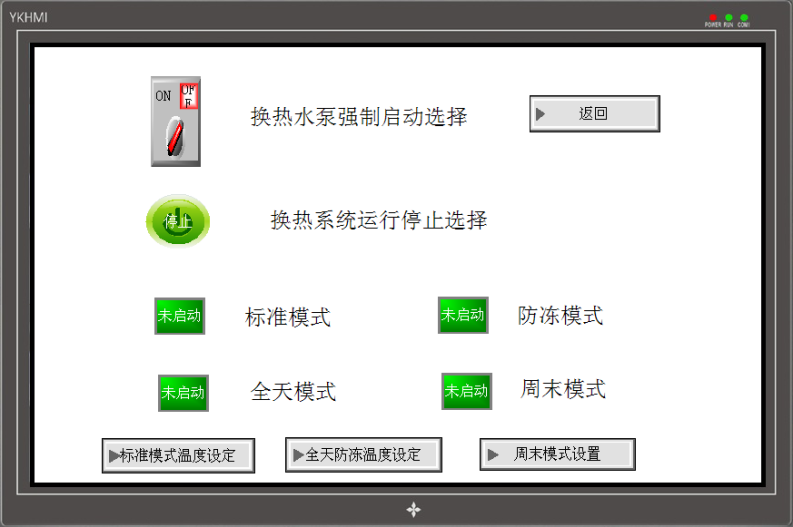 YKHMI
POWER RUN COM1
ON OFF
换热水泵强制启动选择
返回
停止
换热系统运行停止选择
未启动 标准模式
未启动 防冻模式
未启动 全天模式
未启动 周末模式
标准模式温度设定
全天防冻温度设定
周末模式设置